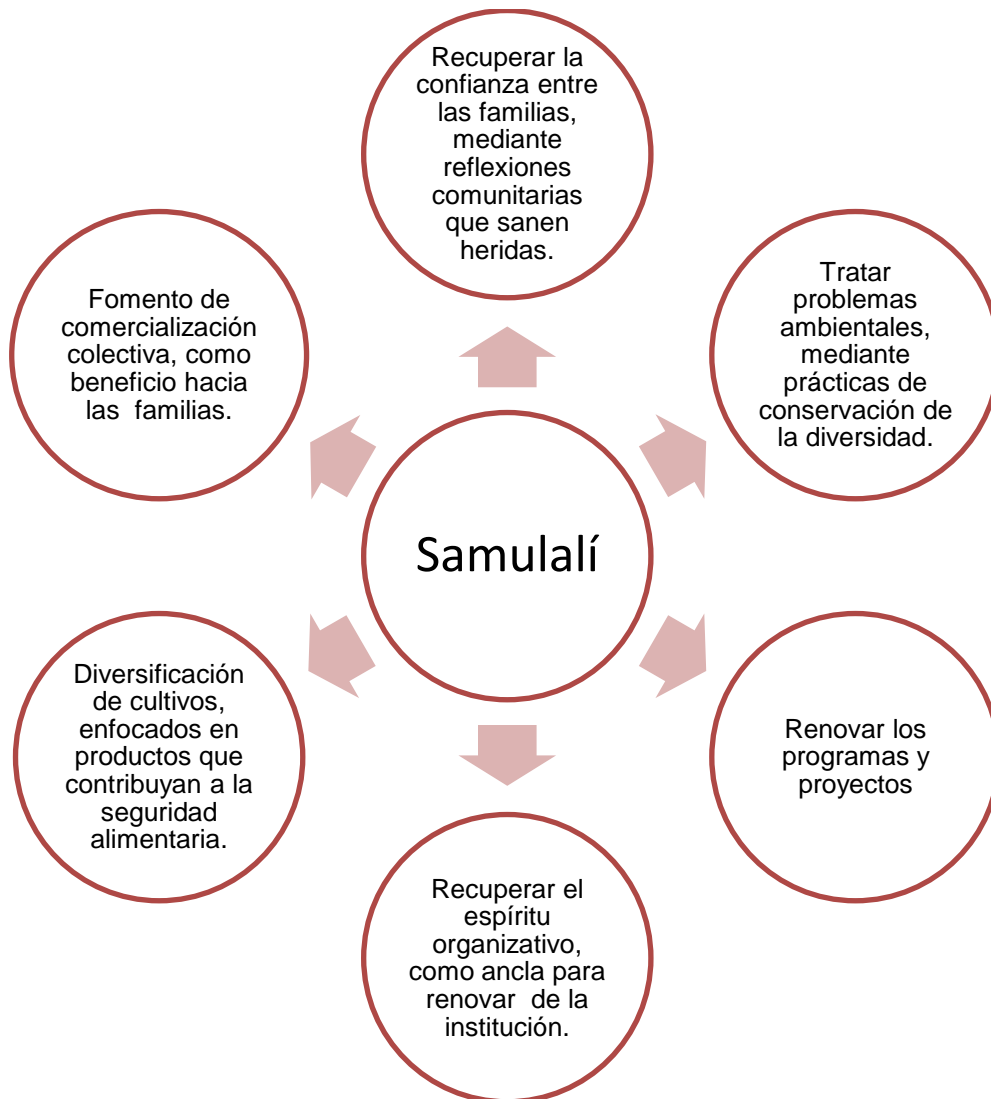 Recuperar la
confianza entre
las familias,
mediante
reflexiones
comunitarias
que sanen
heridas.
Tratar
problemas
ambientales,
mediante
prácticas de
conservación de
la diversidad.
Renovar los
programas y
proyectos
Recuperar el
espíritu
organizativo,
como ancla para
renovar de la
institución.
Diversificación
de cultivos,
enfocados en
productos que
contribuyan a la
seguridad
alimentaria.
Fomento de
comercialización
colectiva, como
beneficio hacia
las familias.
Samulalí